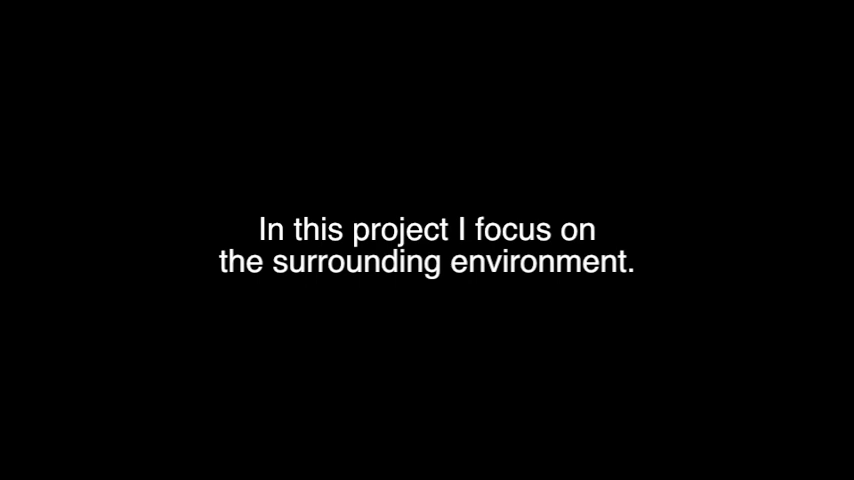 In this project I focus on
the surrounding environment.